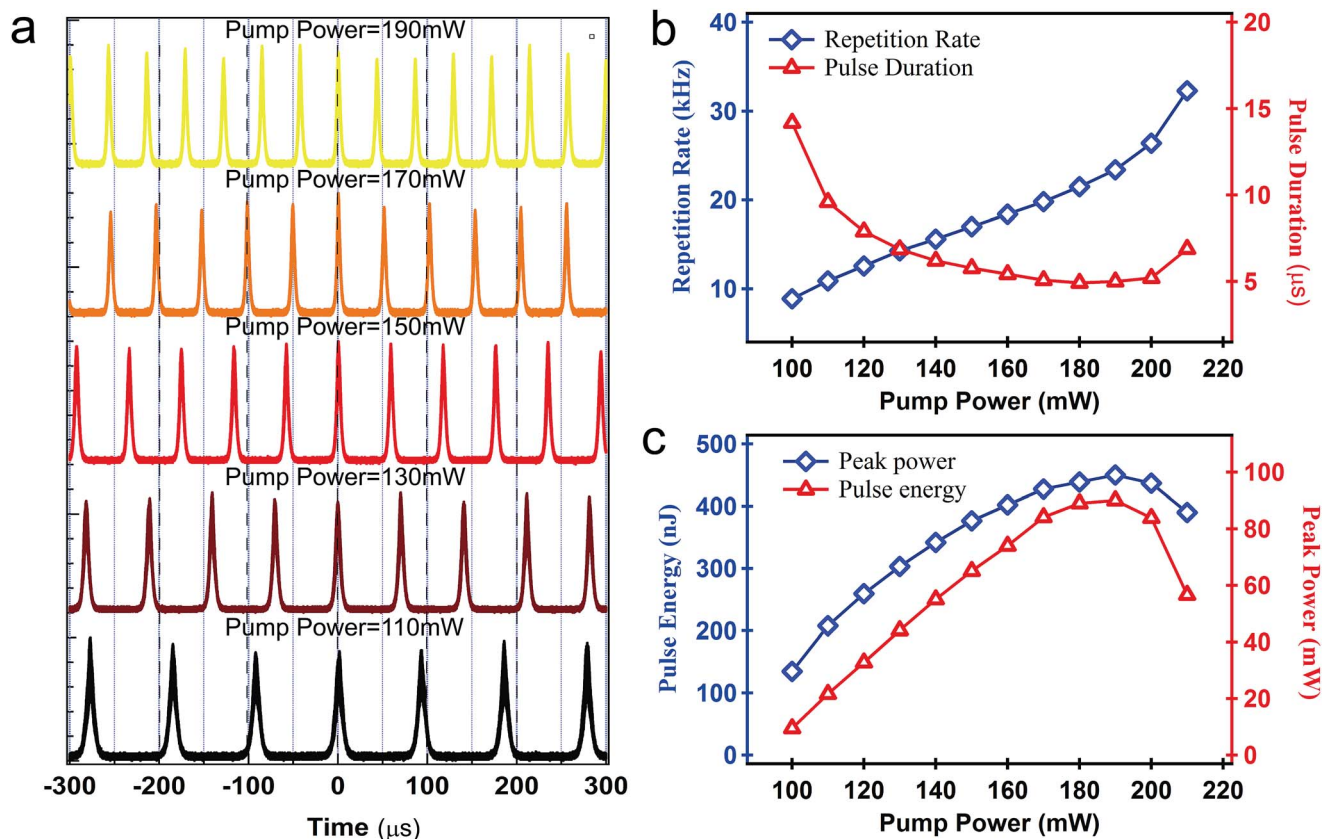 a
Pump Power=190mW
Pump Power=170mW
Pump Power=150mW
Pump Power=130mW
Pump Power=110mW
-300 -200 -100 0 100 200 300
Time (μs)
b
Repetition Rate
Pulse Duration
Repetition Rate (kHz)
40
30
20
10
Pulse Duration (μs)
20
15
10
5
100 120 140 160 180 200 220
Pump Power (mW)
c
Peak power
Pulse energy
Pulse Energy (nJ)
500
400
300
200
100
0
Peak Power (mW)
100
80
60
40
20
0
100 120 140 160 180 200 220
Pump Power (mW)